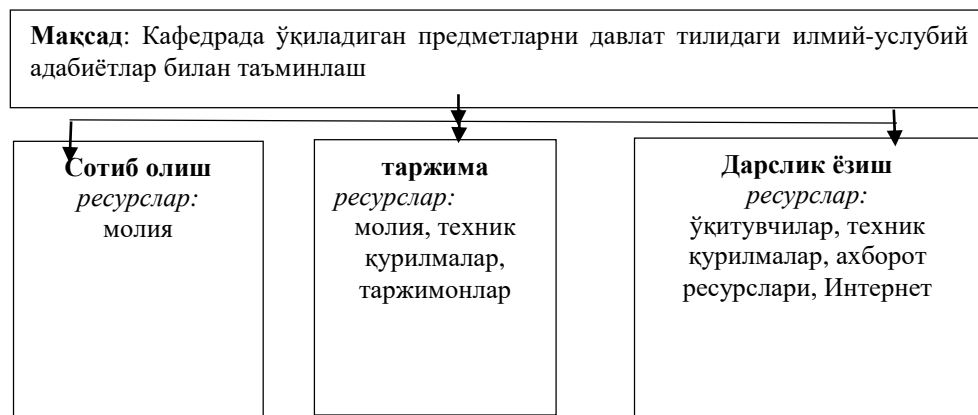 Мақсад: Кафедрада ўқиладиган предметларни давлат тилидаги илмий-услубий
адабиётлар билан таъминлаш
Сотиб олиш
ресурслар:
молия
таржима
ресурслар:
молия, техник
қурилмалар,
таржимонлар
Дарслик ёзиш
ресурслар:
ўқитувчилар, техник
қурилмалар, ахборот
ресурслари, Интернет